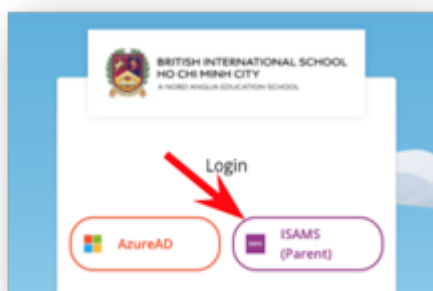 BRITISH INTERNATIONAL SCHOOL
HO CHI MINH CITY
A NORD ANGLIA EDUCATION SCHOOL
Login
AzureAD
ISAMS
(Parent)